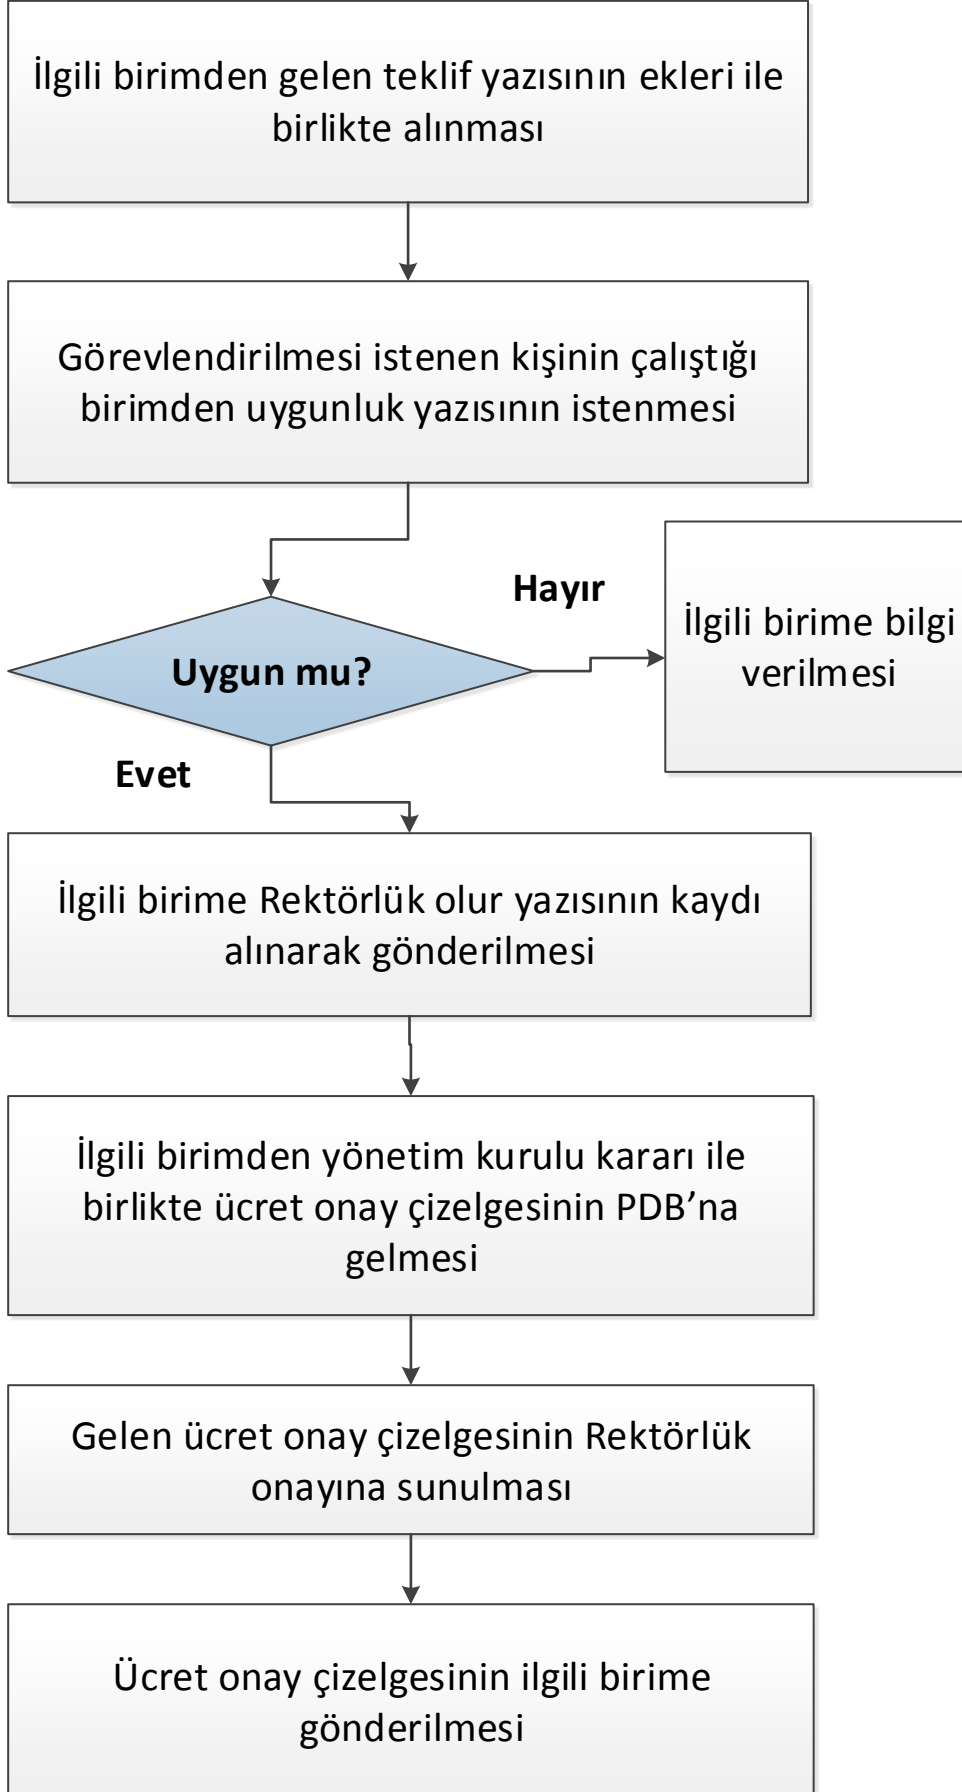 İlgili birimden gelen teklif yazısının ekleri ile
birlikte alınması
Görevlendirilmesi istenen kişinin çalıştığı
birimden uygunluk yazısının istenmesi
Hayır
İlgili birime bilgi
verilmesi
Uygun mu?
Evet
İlgili birime Rektörlük olur yazısının kaydı
alınarak gönderilmesi
İlgili birimden yönetim kurulu kararı ile
birlikte ücret onay çizelgesinin PDB’na
gelmesi
Gelen ücret onay çizelgesinin Rektörlük
onayına sunulması
Ücret onay çizelgesinin ilgili birime
gönderilmesi